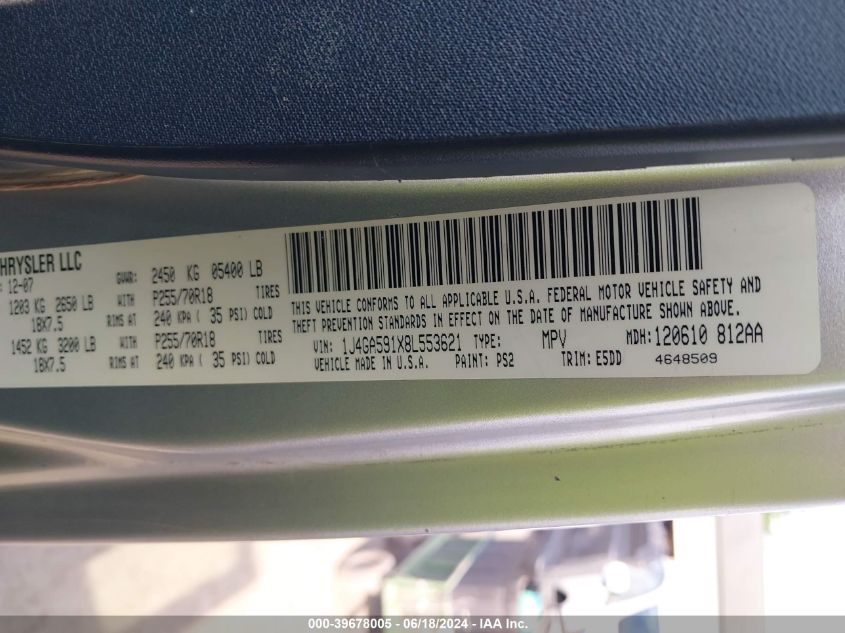 HRYSLER LLC
: 12-07 GVWR: 2450 KG 05400 LB
1203 KG 2650 LB WITH P255/70R18 TIRES
18X7.5 RIMS AT 240 KPA ( 35 PSI) COLD
1452 KG 3200 LB WITH P255/70R18 TIRES
18X7.5 RIMS AT 240 KPA ( 35 PSI) COLD
THIS VEHICLE CONFORMS TO ALL APPLICABLE U.S.A. FEDERAL MOTOR VEHICLE SAFETY AND
THEFT PREVENTION STANDARDS IN EFFECT ON THE DATE OF MANUFACTURE SHOWN ABOVE.
VIN: 1J4GA591X8L553621 TYPE: MPV MDH: 120610 812AA
VEHICLE MADE IN U.S.A. PAINT: PS2 TRIM: E5DD 4648509
000-39678005 - 06/18/2024 - IAA Inc.